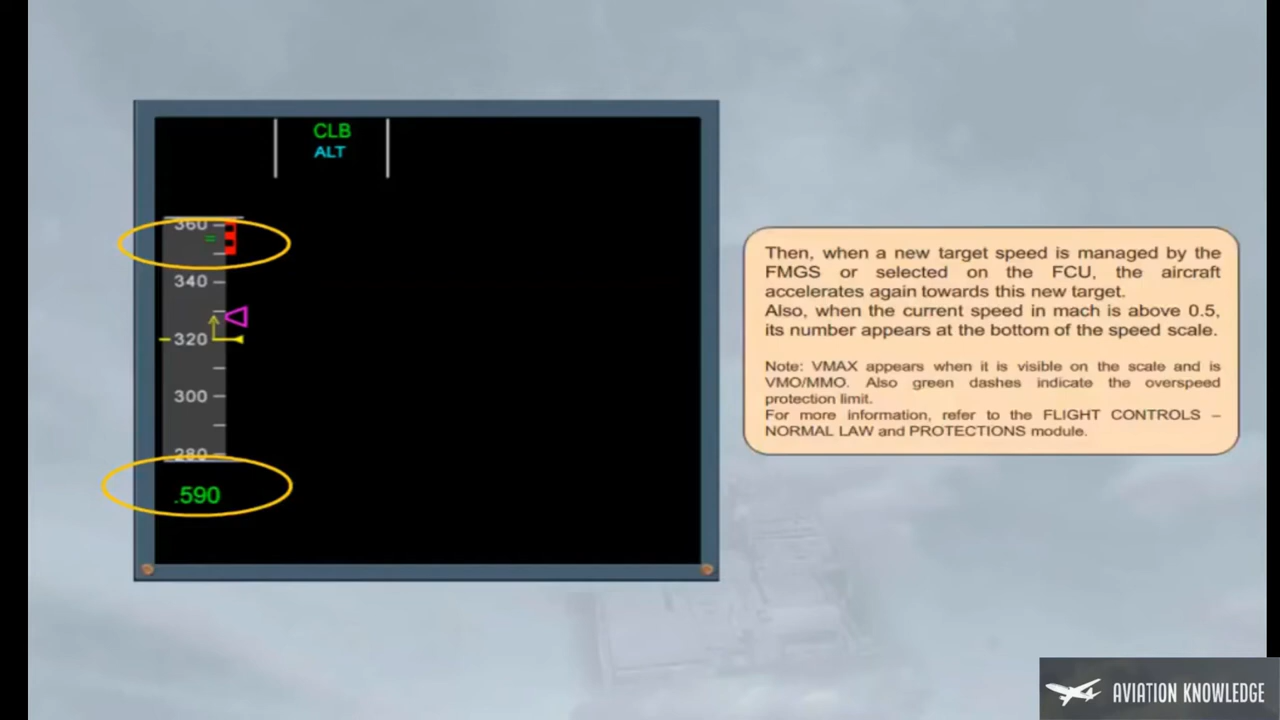 CLB
ALT
360
=
340
320
300
280
.590
Then, when a new target speed is managed by the
FMGS or selected on the FCU, the aircraft
accelerates again towards this new target.
Also, when the current speed in mach is above 0.5,
its number appears at the bottom of the speed scale.
Note: VMAX appears when it is visible on the scale and is
VMO/MMO. Also green dashes indicate the overspeed
protection limit.
For more information, refer to the FLIGHT CONTROLS –
NORMAL LAW and PROTECTIONS module.
AVIATION KNOWLEDGE